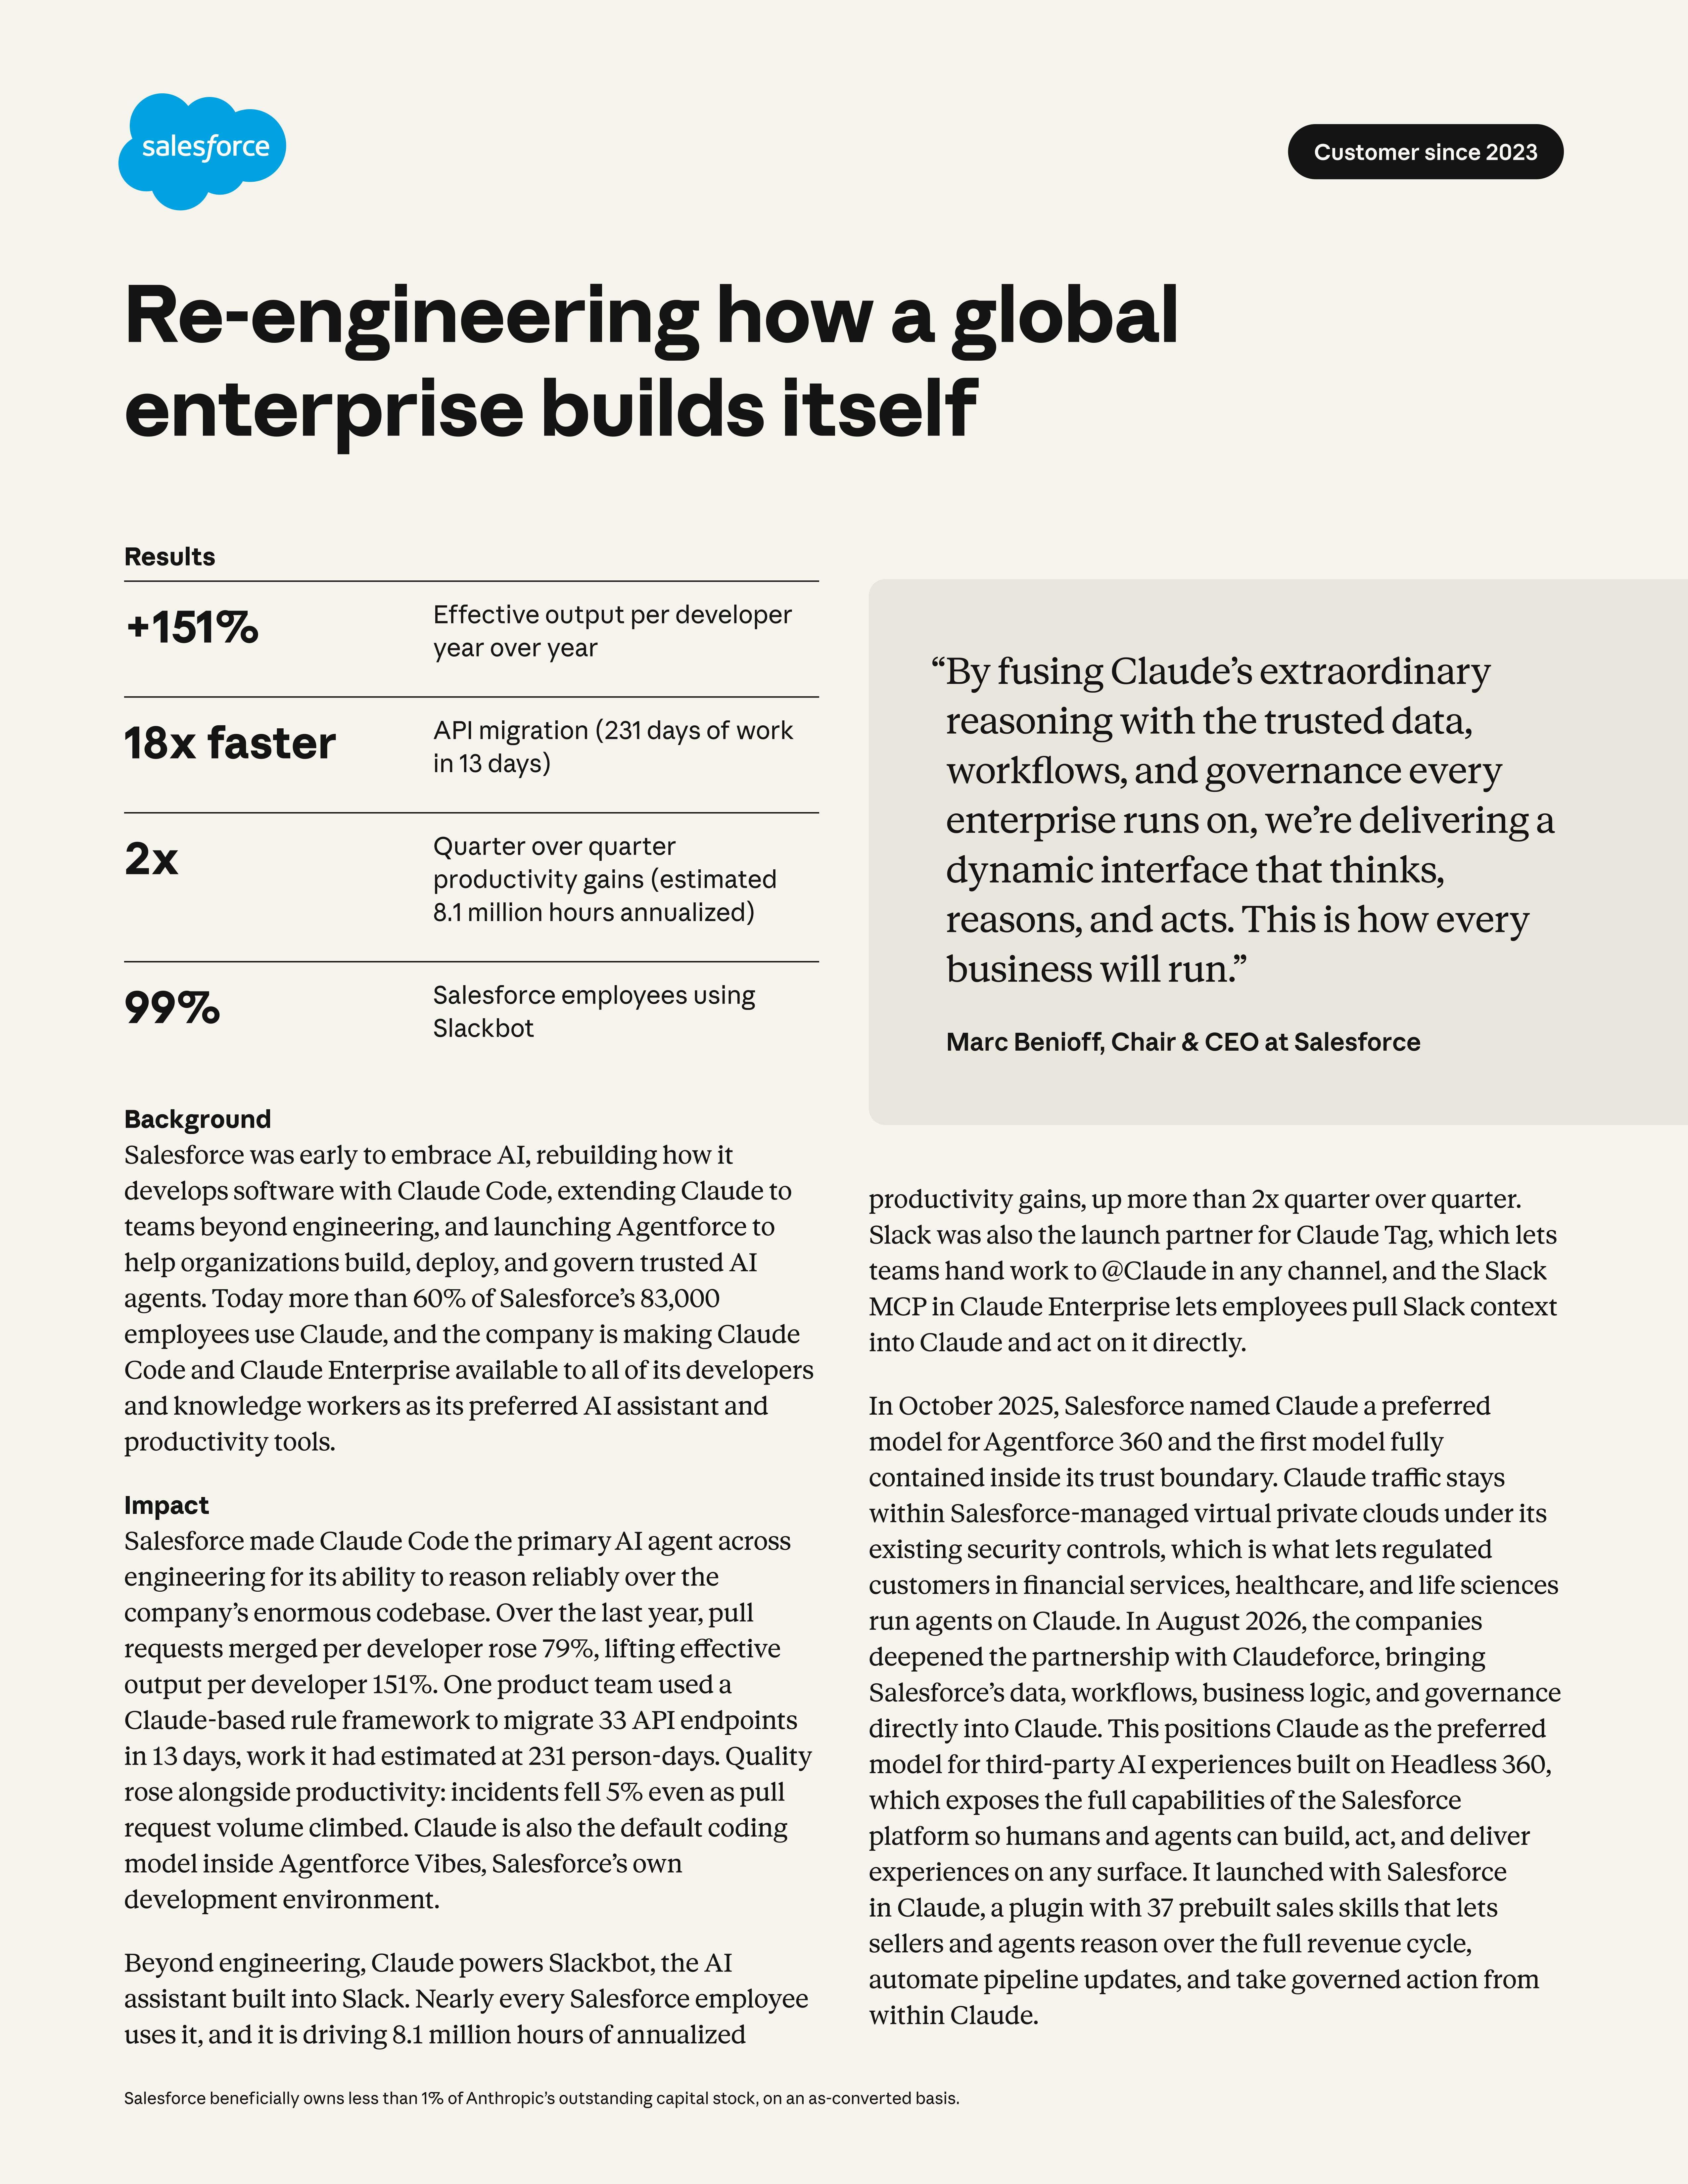 salesforce
Customer since 2023
Re-engineering how a global
enterprise builds itself
Results
+151%
Effective output per developer
year over year
18x faster
API migration (231 days of work
in 13 days)
2x
Quarter over quarter
productivity gains (estimated
8.1 million hours annualized)
99%
Salesforce employees using
Slackbot
“By fusing Claude’s extraordinary
reasoning with the trusted data,
workflows, and governance every
enterprise runs on, we’re delivering a
dynamic interface that thinks,
reasons, and acts. This is how every
business will run.”
Marc Benioff, Chair & CEO at Salesforce
Background
Salesforce was early to embrace AI, rebuilding how it
develops software with Claude Code, extending Claude to
teams beyond engineering, and launching Agentforce to
help organizations build, deploy, and govern trusted AI
agents. Today more than 60% of Salesforce’s 83,000
employees use Claude, and the company is making Claude
Code and Claude Enterprise available to all of its developers
and knowledge workers as its preferred AI assistant and
productivity tools.
Impact
Salesforce made Claude Code the primary AI agent across
engineering for its ability to reason reliably over the
company’s enormous codebase. Over the last year, pull
requests merged per developer rose 79%, lifting effective
output per developer 151%. One product team used a
Claude-based rule framework to migrate 33 API endpoints
in 13 days, work it had estimated at 231 person-days. Quality
rose alongside productivity: incidents fell 5% even as pull
request volume climbed. Claude is also the default coding
model inside Agentforce Vibes, Salesforce’s own
development environment.
Beyond engineering, Claude powers Slackbot, the AI
assistant built into Slack. Nearly every Salesforce employee
uses it, and it is driving 8.1 million hours of annualized
productivity gains, up more than 2x quarter over quarter.
Slack was also the launch partner for Claude Tag, which lets
teams hand work to @Claude in any channel, and the Slack
MCP in Claude Enterprise lets employees pull Slack context
into Claude and act on it directly.
In October 2025, Salesforce named Claude a preferred
model for Agentforce 360 and the first model fully
contained inside its trust boundary. Claude traffic stays
within Salesforce-managed virtual private clouds under its
existing security controls, which is what lets regulated
customers in financial services, healthcare, and life sciences
run agents on Claude. In August 2026, the companies
deepened the partnership with Claudeforce, bringing
Salesforce’s data, workflows, business logic, and governance
directly into Claude. This positions Claude as the preferred
model for third-party AI experiences built on Headless 360,
which exposes the full capabilities of the Salesforce
platform so humans and agents can build, act, and deliver
experiences on any surface. It launched with Salesforce
in Claude, a plugin with 37 prebuilt sales skills that lets
sellers and agents reason over the full revenue cycle,
automate pipeline updates, and take governed action from
within Claude.
Salesforce beneficially owns less than 1% of Anthropic’s outstanding capital stock, on an as-converted basis.